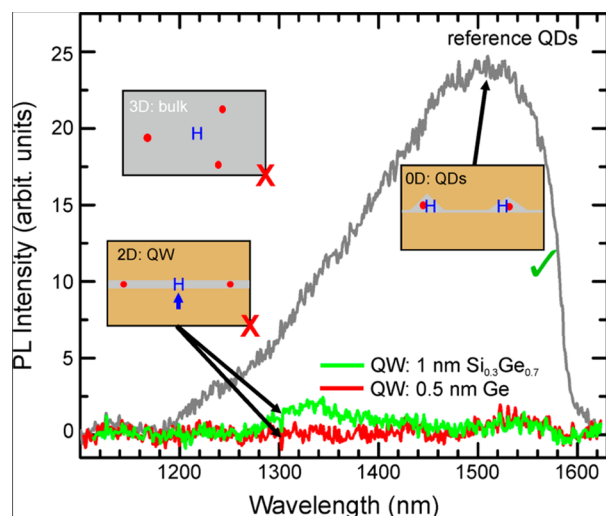 reference QDs
25
20
15
10
5
0
PL Intensity (arbit. units)
3D: bulk
H
X
0D: QDs
H H
2D: QW
H
X
✓
QW: 1 nm Si0.3Ge0.7
QW: 0.5 nm Ge
1200 1300 1400 1500 1600
Wavelength (nm)